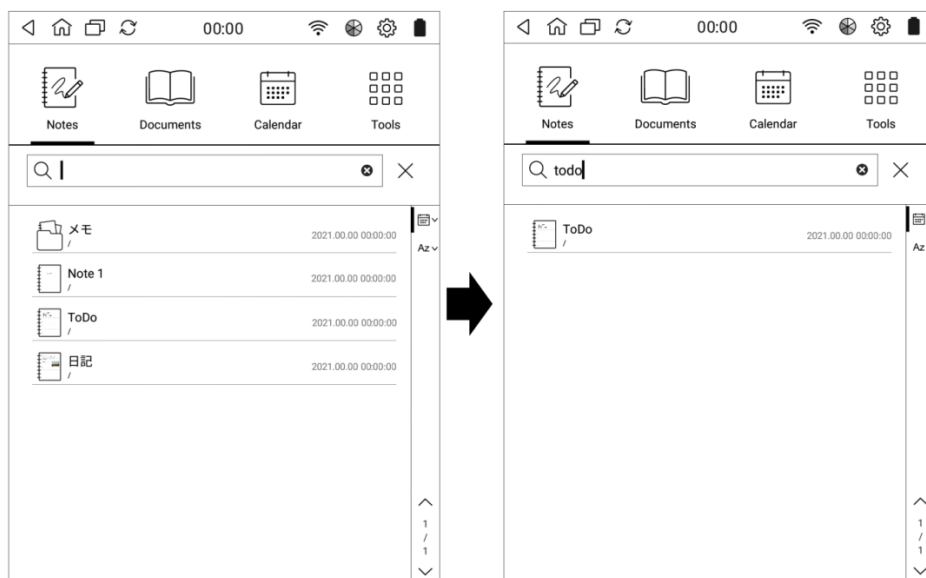 00:00
Notes
Documents
Calendar
Tools
メモ
/
2021.00.00 00:00:00
Note 1
/
2021.00.00 00:00:00
ToDo
/
2021.00.00 00:00:00
日記
/
2021.00.00 00:00:00
Az
1
/
1
00:00
Notes
Documents
Calendar
Tools
todo
ToDo
/
2021.00.00 00:00:00
Az
1
/
1